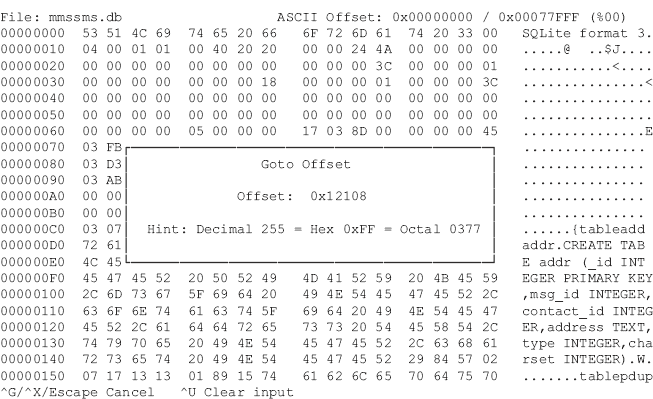 File: mmssms.db ASCII Offset: 0x00000000 / 0x00077FFF (%00)
00000000 53 51 4C 69 74 65 20 66 6F 72 6D 61 74 20 33 00 SQLite format 3.
00000010 04 00 01 01 00 40 20 20 00 00 24 4A 00 00 00 00 .....@ ..$J....
00000020 00 00 00 00 00 00 00 00 00 00 00 3C 00 00 00 01 ...........<....
00000030 00 00 00 00 00 00 00 18 00 00 00 01 00 00 00 3C ...............<
00000040 00 00 00 00 00 00 00 00 00 00 00 00 00 00 00 00 ................
00000050 00 00 00 00 00 00 00 00 00 00 00 00 00 00 00 00 ................
00000060 00 00 00 00 05 00 00 00 17 03 8D 00 00 00 00 45 ...............E
00000070 03 FB ...............
00000080 03 D3 Goto Offset ...............
00000090 03 AB ...............
000000A0 00 00 Offset: 0x12108 ...............
000000B0 00 00 ...............
000000C0 03 07 Hint: Decimal 255 = Hex 0xFF = Octal 0377 ......{tableadd
000000D0 72 61 addr.CREATE TAB
000000E0 4C 45 E addr (_id INT
000000F0 45 47 45 52 20 50 52 49 4D 41 52 59 20 4B 45 59 EGER PRIMARY KEY
00000100 2C 6D 73 67 5F 69 64 20 49 4E 54 45 47 45 52 2C ,msg_id INTEGER,
00000110 63 6F 6E 74 61 63 74 5F 69 64 20 49 4E 54 45 47 contact_id INTEG
00000120 45 52 2C 61 64 64 72 65 73 73 20 54 45 58 54 2C ER,address TEXT,
00000130 74 79 70 65 20 49 4E 54 45 47 45 52 2C 63 68 61 type INTEGER,cha
00000140 72 73 65 74 20 49 4E 54 45 47 45 52 29 84 57 02 rset INTEGER).W.
00000150 07 17 13 13 01 89 15 74 61 62 6C 65 70 64 75 70 .......tablepdup
^G/^X/Escape Cancel ^U Clear input